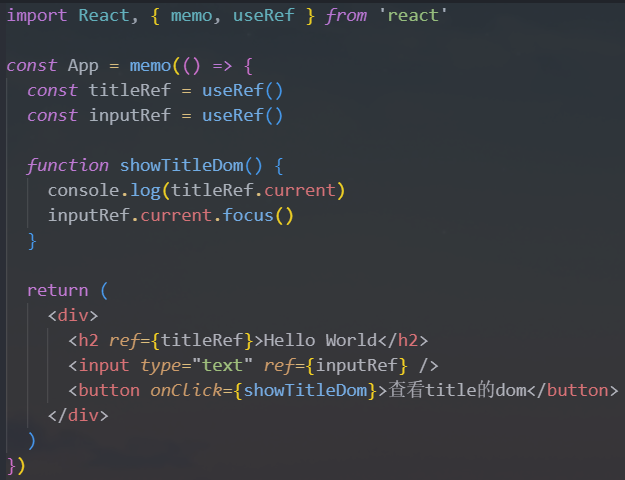 import React, { memo, useRef } from 'react'
const App = memo(() => {
const titleRef = useRef()
const inputRef = useRef()
function showTitleDom() {
console.log(titleRef.current)
inputRef.current.focus()
}
return (
<div>
<h2 ref={titleRef}>Hello World</h2>
<input type="text" ref={inputRef} />
<button onClick={showTitleDom}>查看title的dom</button>
</div>
)
})